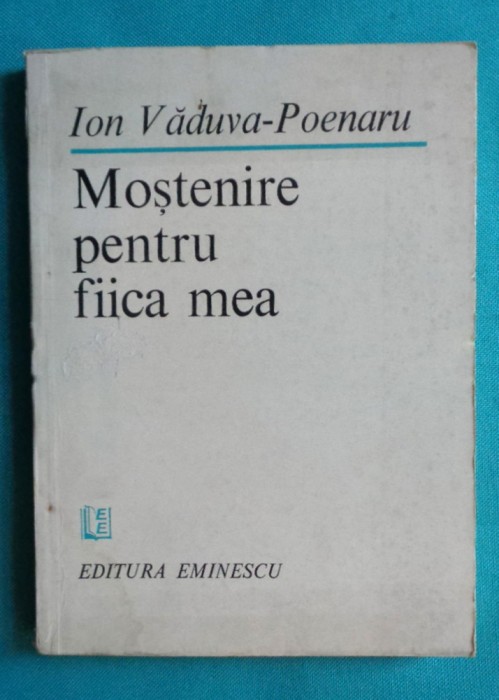 Ion Văduva-Poenaru
Moștenire
pentru
fiica mea
E
E
EDITURA EMINESCU